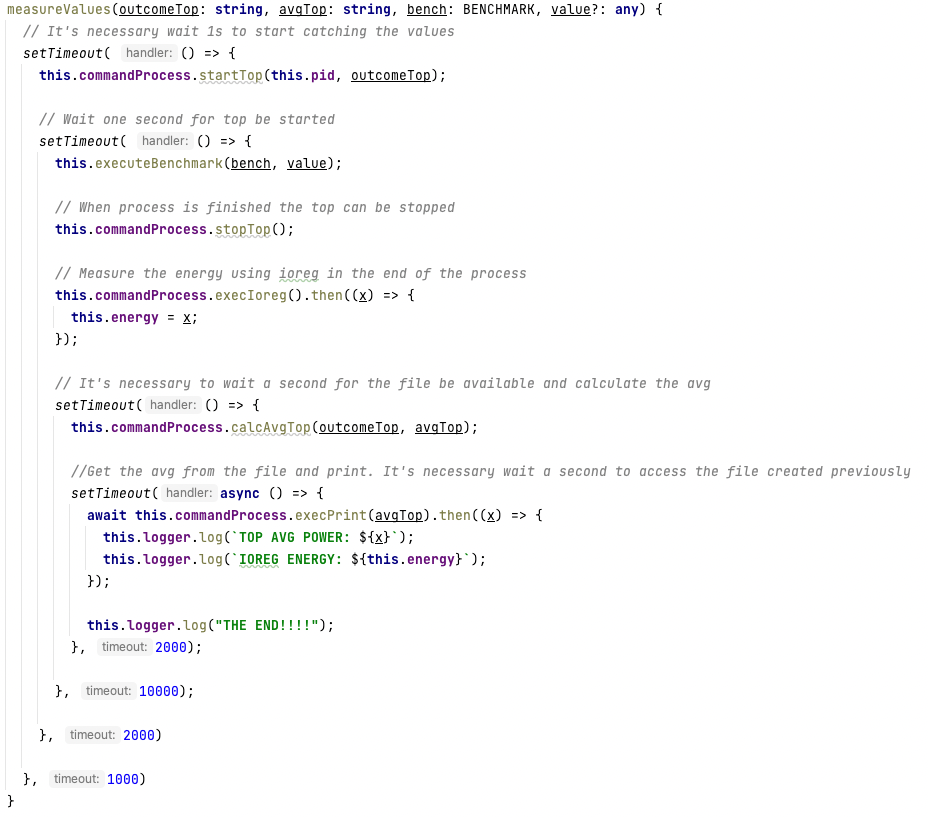 measureValues(outcomeTop: string, avgTop: string, bench: BENCHMARK, value?: any) {
// It's necessary wait 1s to start catching the values
setTimeout( handler: () => {
this.commandProcess.startTop(this.pid, outcomeTop);
// Wait one second for top be started
setTimeout( handler: () => {
this.executeBenchmark(bench, value);
// When process is finished the top can be stopped
this.commandProcess.stopTop();
// Measure the energy using ioreg in the end of the process
this.commandProcess.execIoreg().then((x) => {
this.energy = x;
});
// It's necessary to wait a second for the file be available and calculate the avg
setTimeout( handler: () => {
this.commandProcess.calcAvgTop(outcomeTop, avgTop);
//Get the avg from the file and print. It's necessary wait a second to access the file created previously
setTimeout( handler: async () => {
await this.commandProcess.execPrint(avgTop).then((x) => {
this.logger.log(`TOP AVG POWER: ${x}`);
this.logger.log(`IOREG ENERGY: ${this.energy}`);
});
this.logger.log("THE END!!!!");
}, timeout: 2000);
}, timeout: 10000);
}, timeout: 2000)
}, timeout: 1000)
}